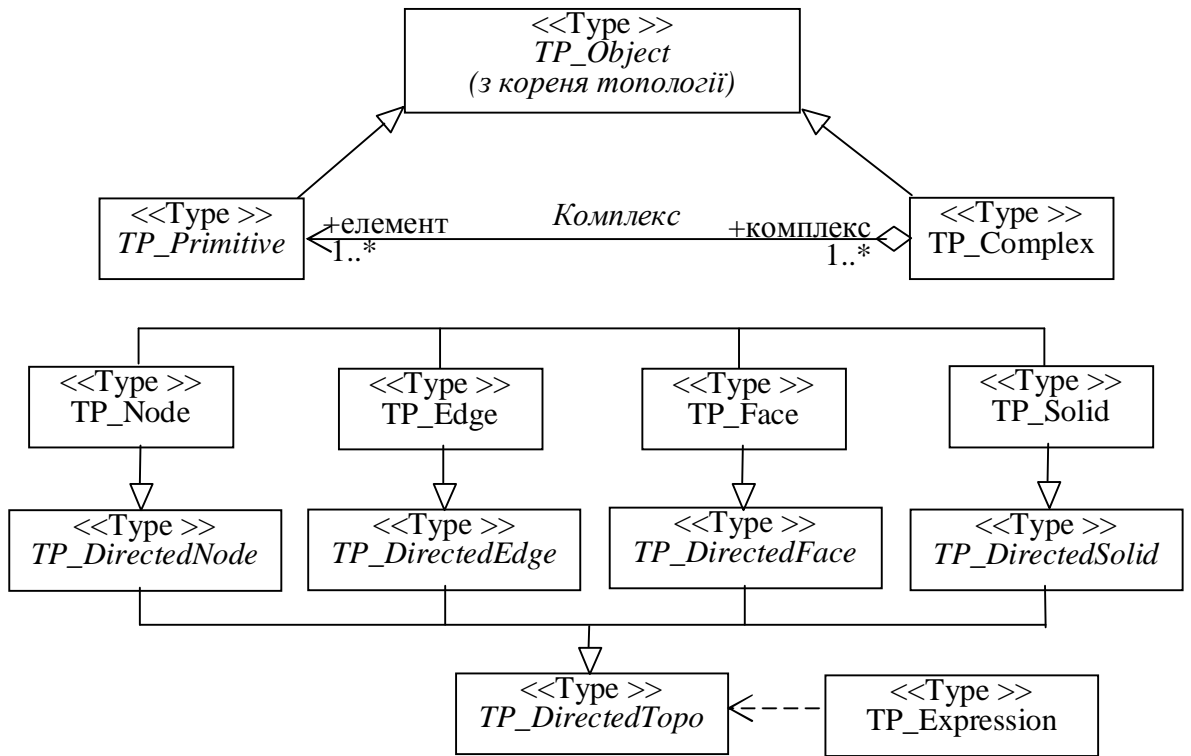 <<Type >>
TP_Object
(з кореня топології)
<<Type >>
TP_Primitive
+елемент
1..*
Комплекс
+комплекс
1..*
<<Type >>
TP_Complex
<<Type >>
TP_Node
<<Type >>
TP_Edge
<<Type >>
TP_Face
<<Type >>
TP_Solid
<<Type >>
TP_DirectedNode
<<Type >>
TP_DirectedEdge
<<Type >>
TP_DirectedFace
<<Type >>
TP_DirectedSolid
<<Type >>
TP_DirectedTopo
<<Type >>
TP_Expression